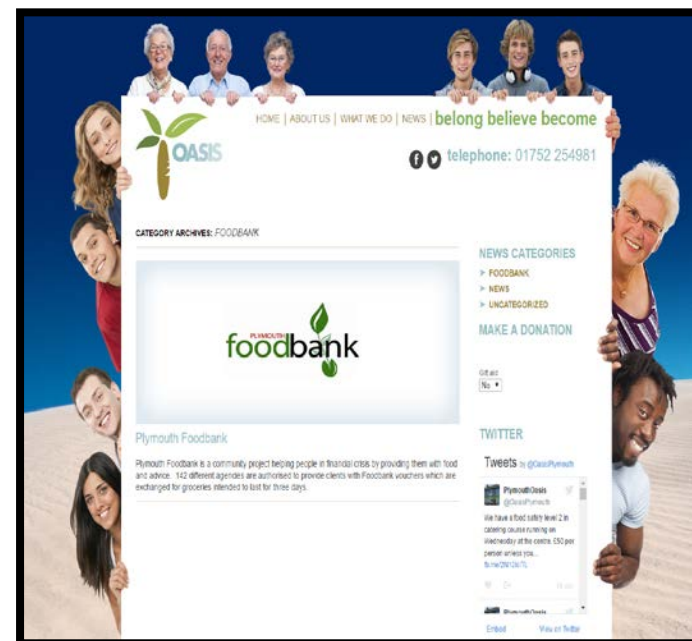 HOME | ABOUT US | WHAT WE DO | NEWS | belong believe become
OASIS
telephone: 01752 254981
CATEGORY ARCHIVES: FOODBANK
PLYMOUTH
foodbank
Plymouth Foodbank
Plymouth Foodbank is a community project helping people in financial crisis by providing them with food
and advice. 142 different agencies are authorised to provide clients with Foodbank vouchers which are
exchanged for groceries intended to last for three days.
NEWS CATEGORIES
> FOODBANK
> NEWS
> UNCATEGORIZED
MAKE A DONATION
Gift aid
No
TWITTER
Tweets by @OasisPlymouth
PlymouthOasis
@OasisPlymouth
We have a food safety level 2 in
catering course running on
Wednesday at the centre. £50 per
person unless you...
PlymouthOasis
Embed
View on Twitter